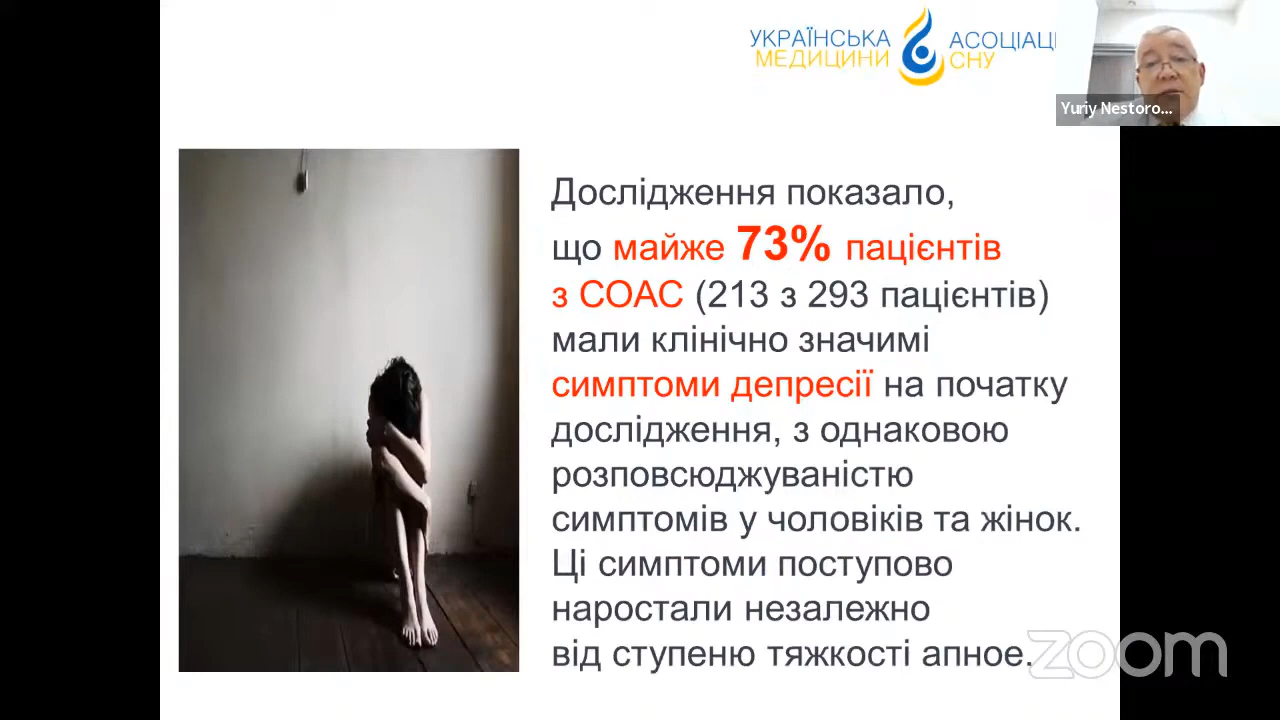 УКРАЇНСЬКА АСОЦІАЦІ
МЕДИЦИНИ СНУ
Yuriy Nestoro...
Дослідження показало,
що майже 73% пацієнтів
з СОАС (213 з 293 пацієнтів)
мали клінічно значимі
симптоми депресії на початку
дослідження, з однаковою
розповсюджуваністю
симптомів у чоловіків та жінок.
Ці симптоми поступово
наростали незалежно
від ступеню тяжкості апное.
zoom